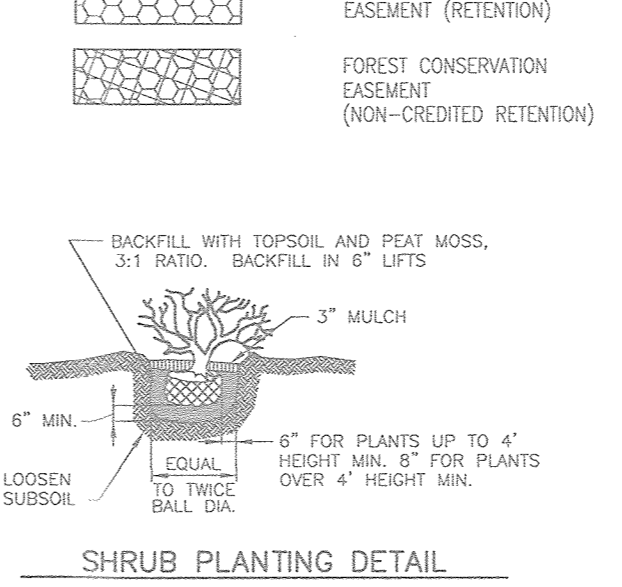 EASEMENT (RETENTION)
FOREST CONSERVATION
EASEMENT
(NON-CREDITED RETENTION)
BACKFILL WITH TOPSOIL AND PEAT MOSS,
3:1 RATIO. BACKFILL IN 6" LIFTS
3" MULCH
6" MIN.
6" FOR PLANTS UP TO 4'
HEIGHT MIN. 8" FOR PLANTS
OVER 4' HEIGHT MIN.
LOOSEN
SUBSOIL
EQUAL
TO TWICE
BALL DIA.
SHRUB PLANTING DETAIL